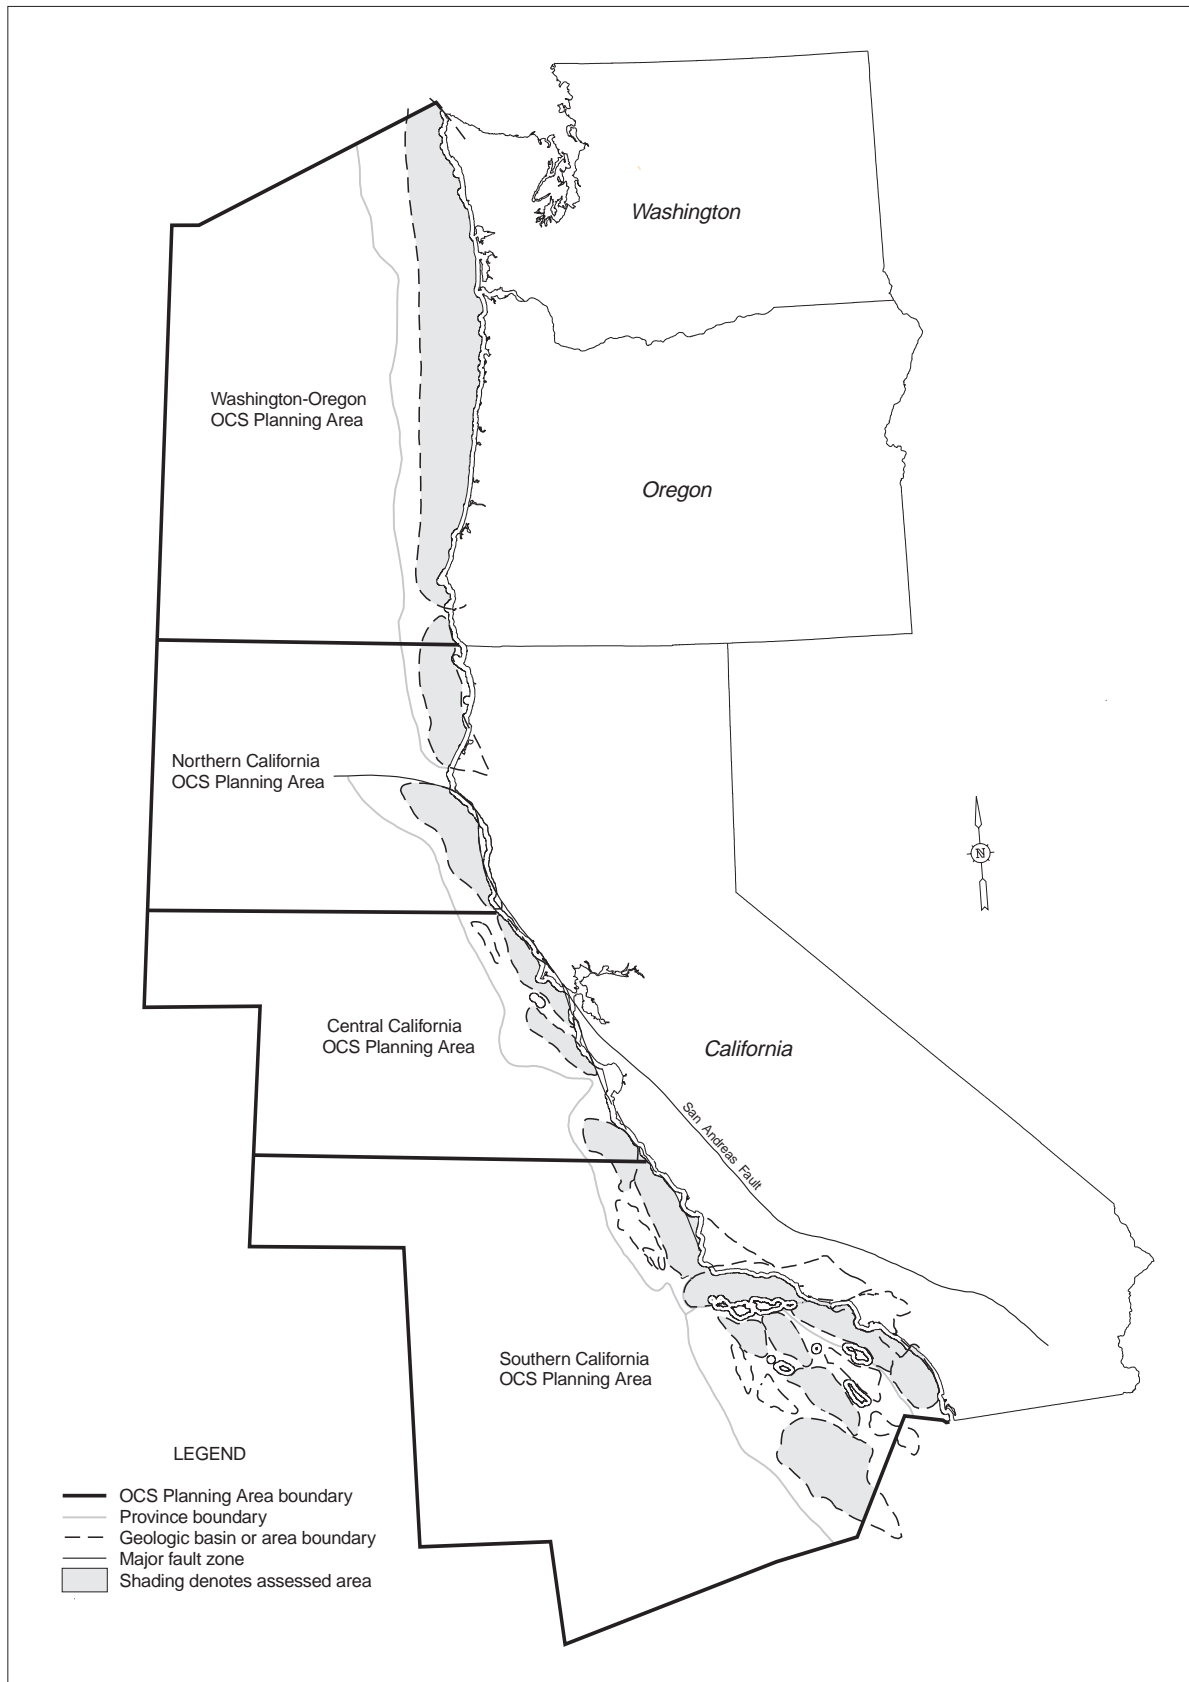 Washington
Washington-Oregon
OCS Planning Area
Oregon
Northern California
OCS Planning Area
N
Central California
OCS Planning Area
California
San Andreas Fault
Southern California
OCS Planning Area
LEGEND
OCS Planning Area boundary
Province boundary
Geologic basin or area boundary
Major fault zone
Shading denotes assessed area